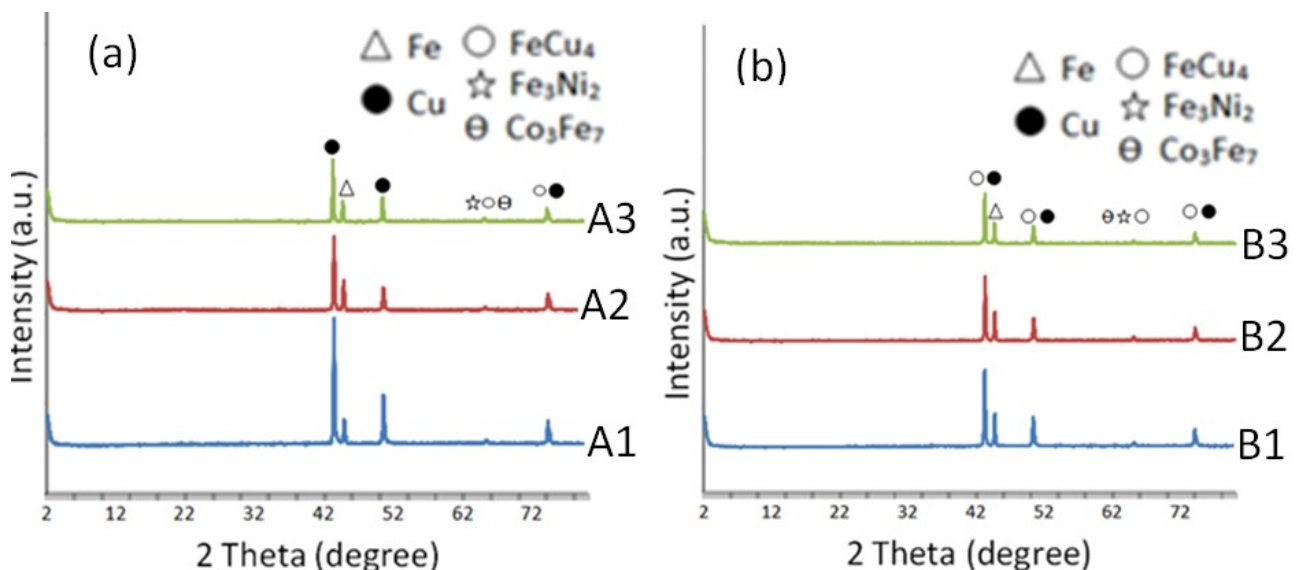 (a)
△ Fe ○ FeCu₄
● Cu ☆ Fe₃Ni₂
⊖ Co₃Fe₇
A3
A2
A1
Intensity (a.u.)
2 12 22 32 42 52 62 72
2 Theta (degree)
(b)
△ Fe ○ FeCu₄
● Cu ☆ Fe₃Ni₂
⊖ Co₃Fe₇
B3
B2
B1
Intensity (a.u.)
2 12 22 32 42 52 62 72
2 Theta (degree)